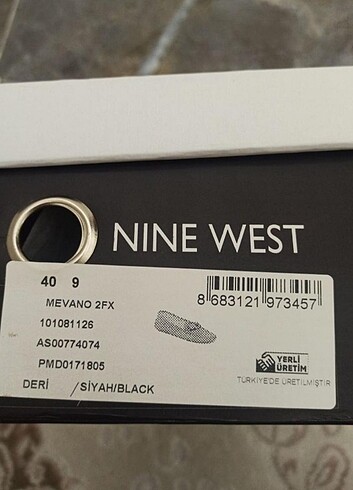 NINE WEST
40 9
MEVANO 2FX
101081126
AS00774074
PMD0171805
DERİ /SİYAH/BLACK
8 683121 973457
YERLİ
ÜRETİM
TÜRKİYE'DE ÜRETİLMİŞTİR